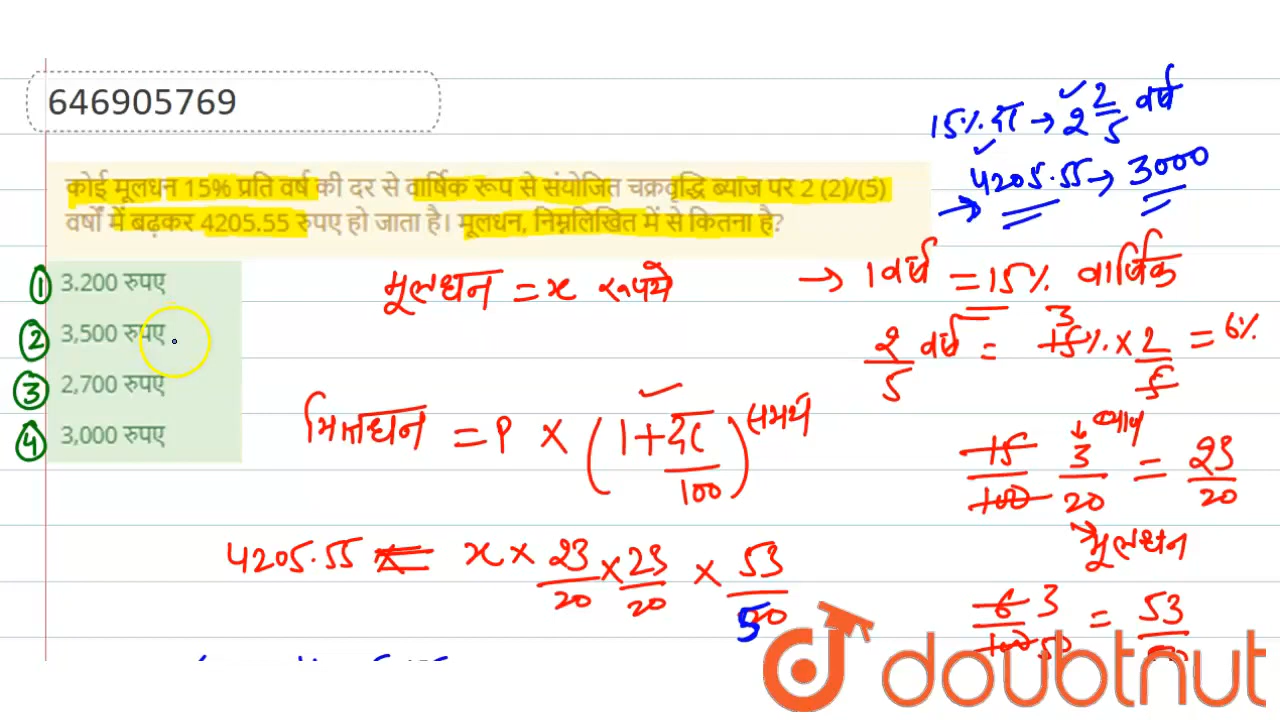 646905769
15% दर → 2 2/5 वर्ष
4205.55 → 3000
कोई मूलधन 15% प्रति वर्ष की दर से वार्षिक रूप से संयोजित चक्रवृद्धि ब्याज पर 2 (2)/(5)
वर्षों में बढ़कर 4205.55 रुपए हो जाता है। मूलधन, निम्नलिखित में से कितना है?
① 3.200 रुपए
② 3,500 रुपए
③ 2,700 रुपए
④ 3,000 रुपए
मूलधन = x रुपये
→ 1 वर्ष = 15% वार्षिक
2/5 वर्ष = 15% × 2/5 = 6%
3
मिश्रधन = P × (1 + दर/100)^समय
ब्याज
15/100 3/20 = 23/20
मूलधन
4205.55 = x × 23/20 × 23/20 × 53/50
6/100 3/50 = 53
doubtnut